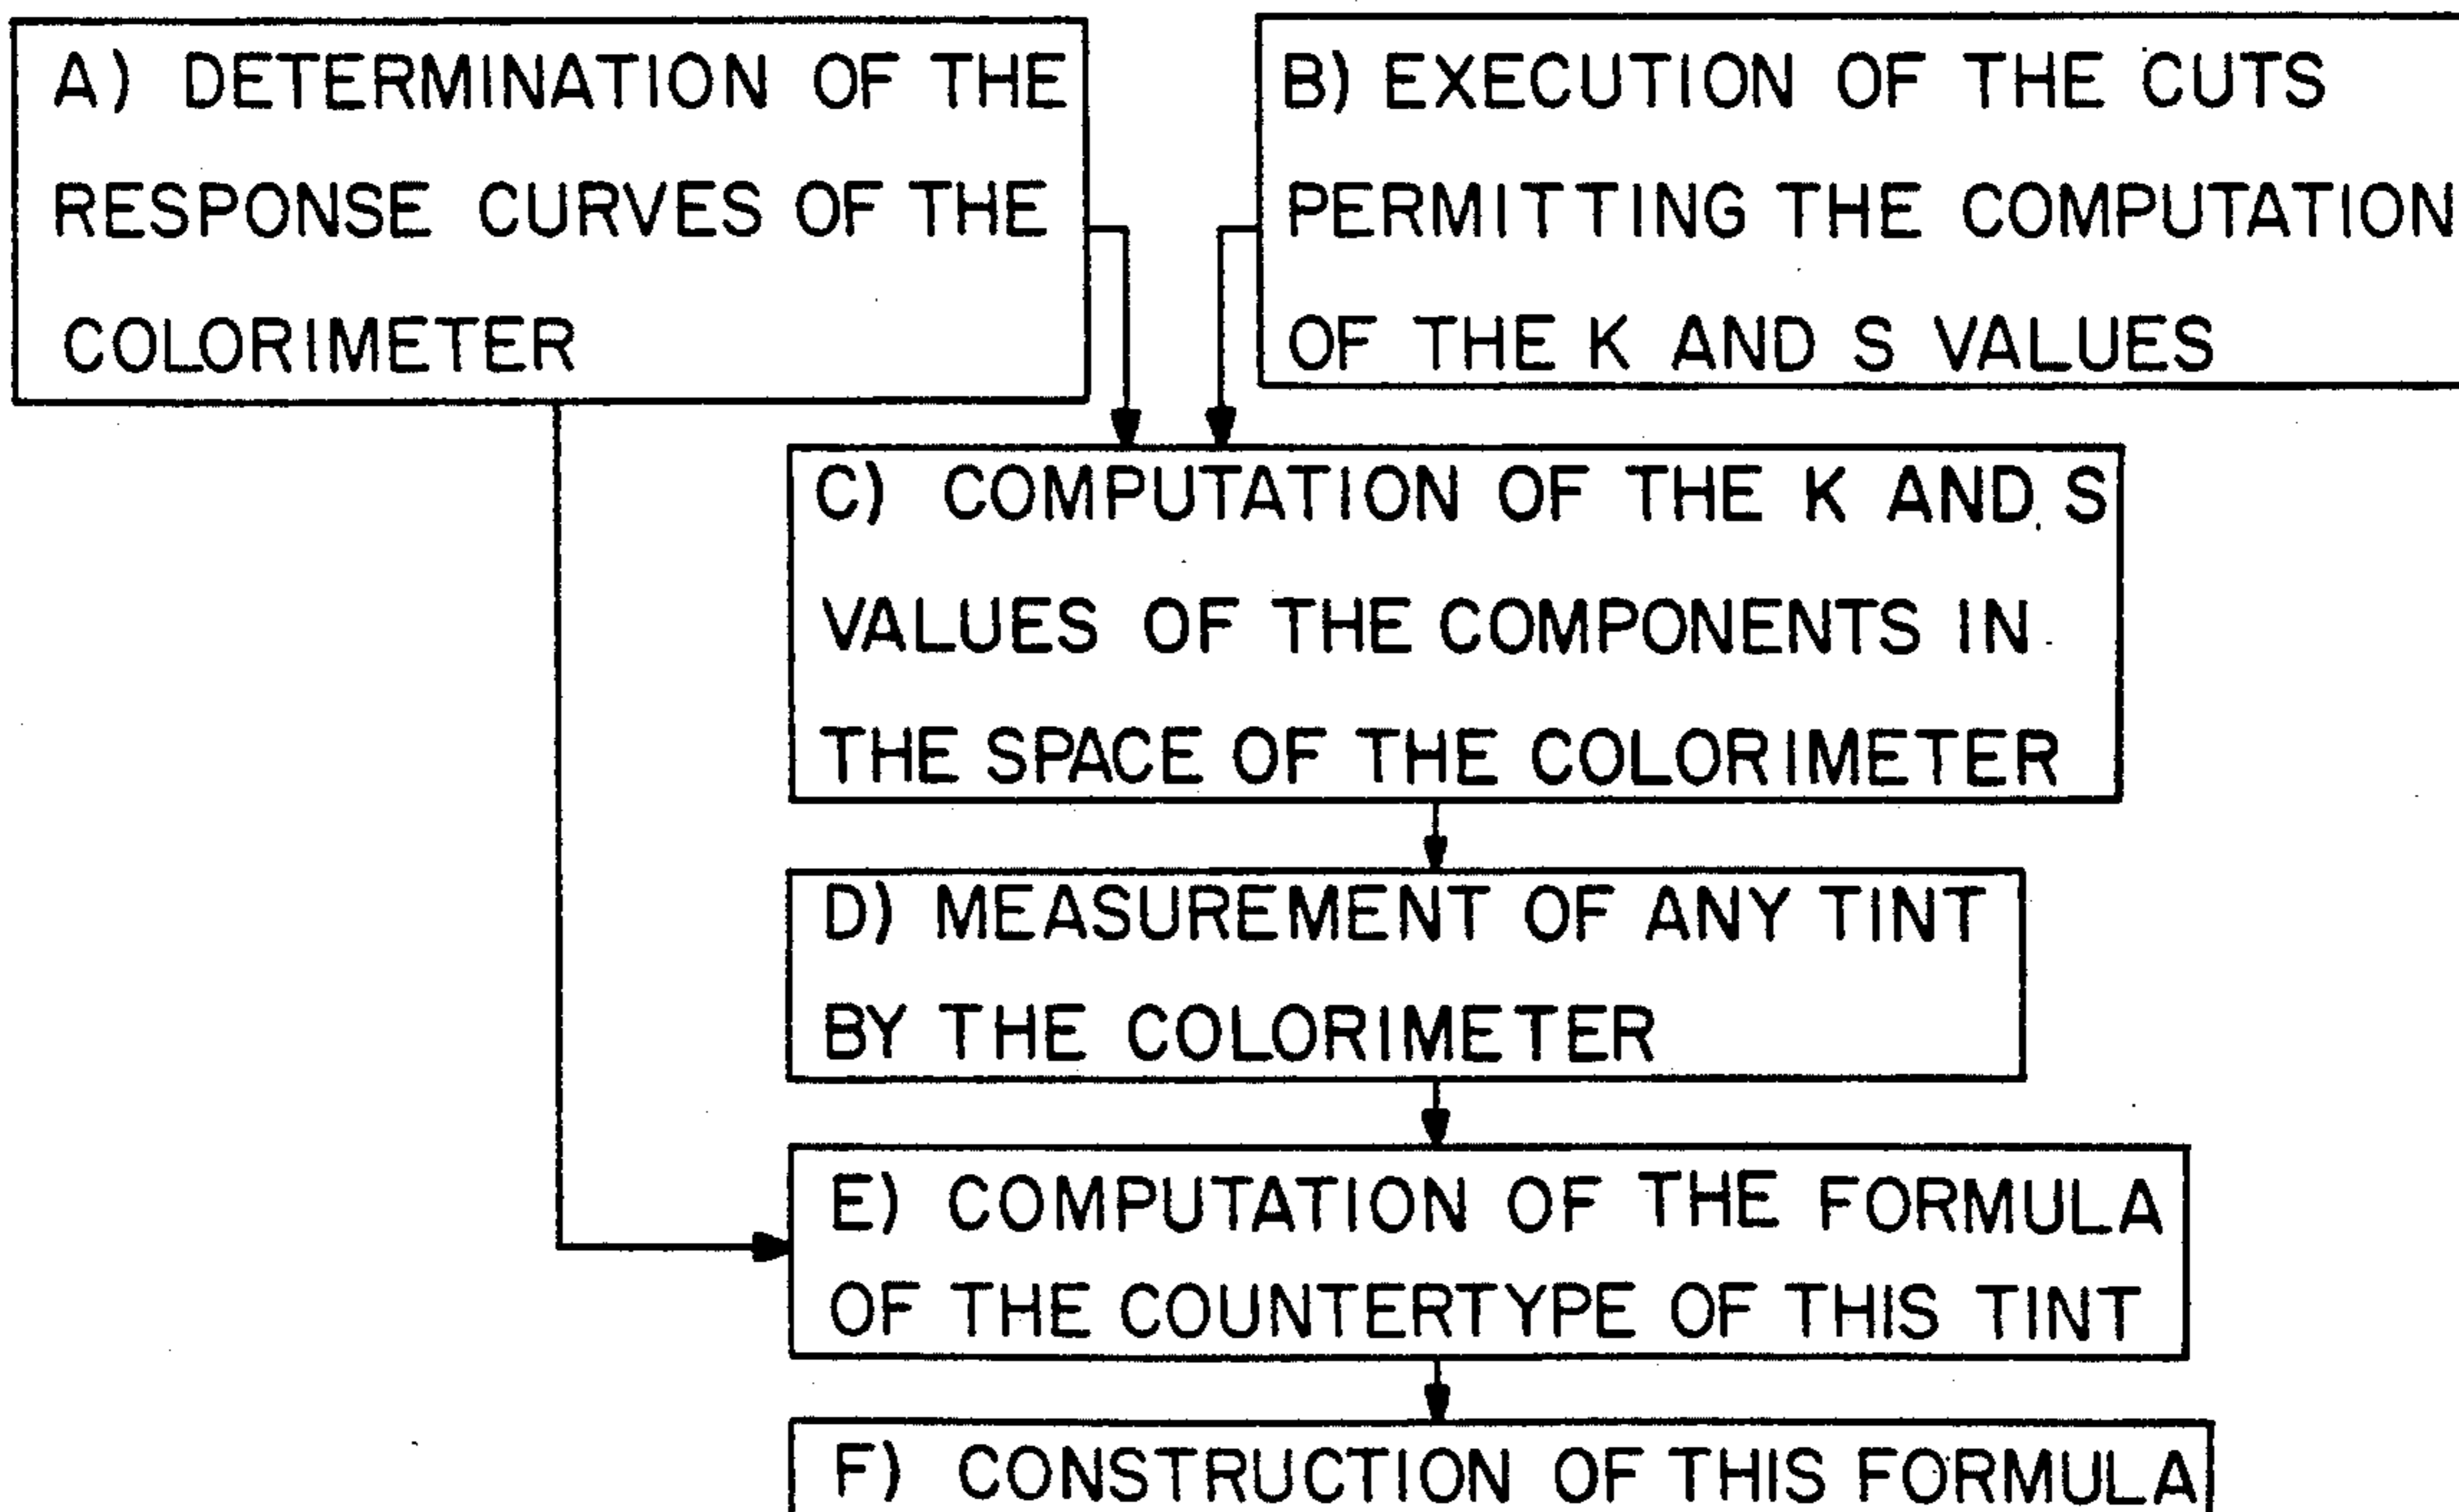 A) DETERMINATION OF THE
RESPONSE CURVES OF THE
COLORIMETER
B) EXECUTION OF THE CUTS
PERMITTING THE COMPUTATION
OF THE K AND S VALUES
C) COMPUTATION OF THE K AND S
VALUES OF THE COMPONENTS IN
THE SPACE OF THE COLORIMETER
D) MEASUREMENT OF ANY TINT
BY THE COLORIMETER
E) COMPUTATION OF THE FORMULA
OF THE COUNTERTYPE OF THIS TINT
F) CONSTRUCTION OF THIS FORMULA